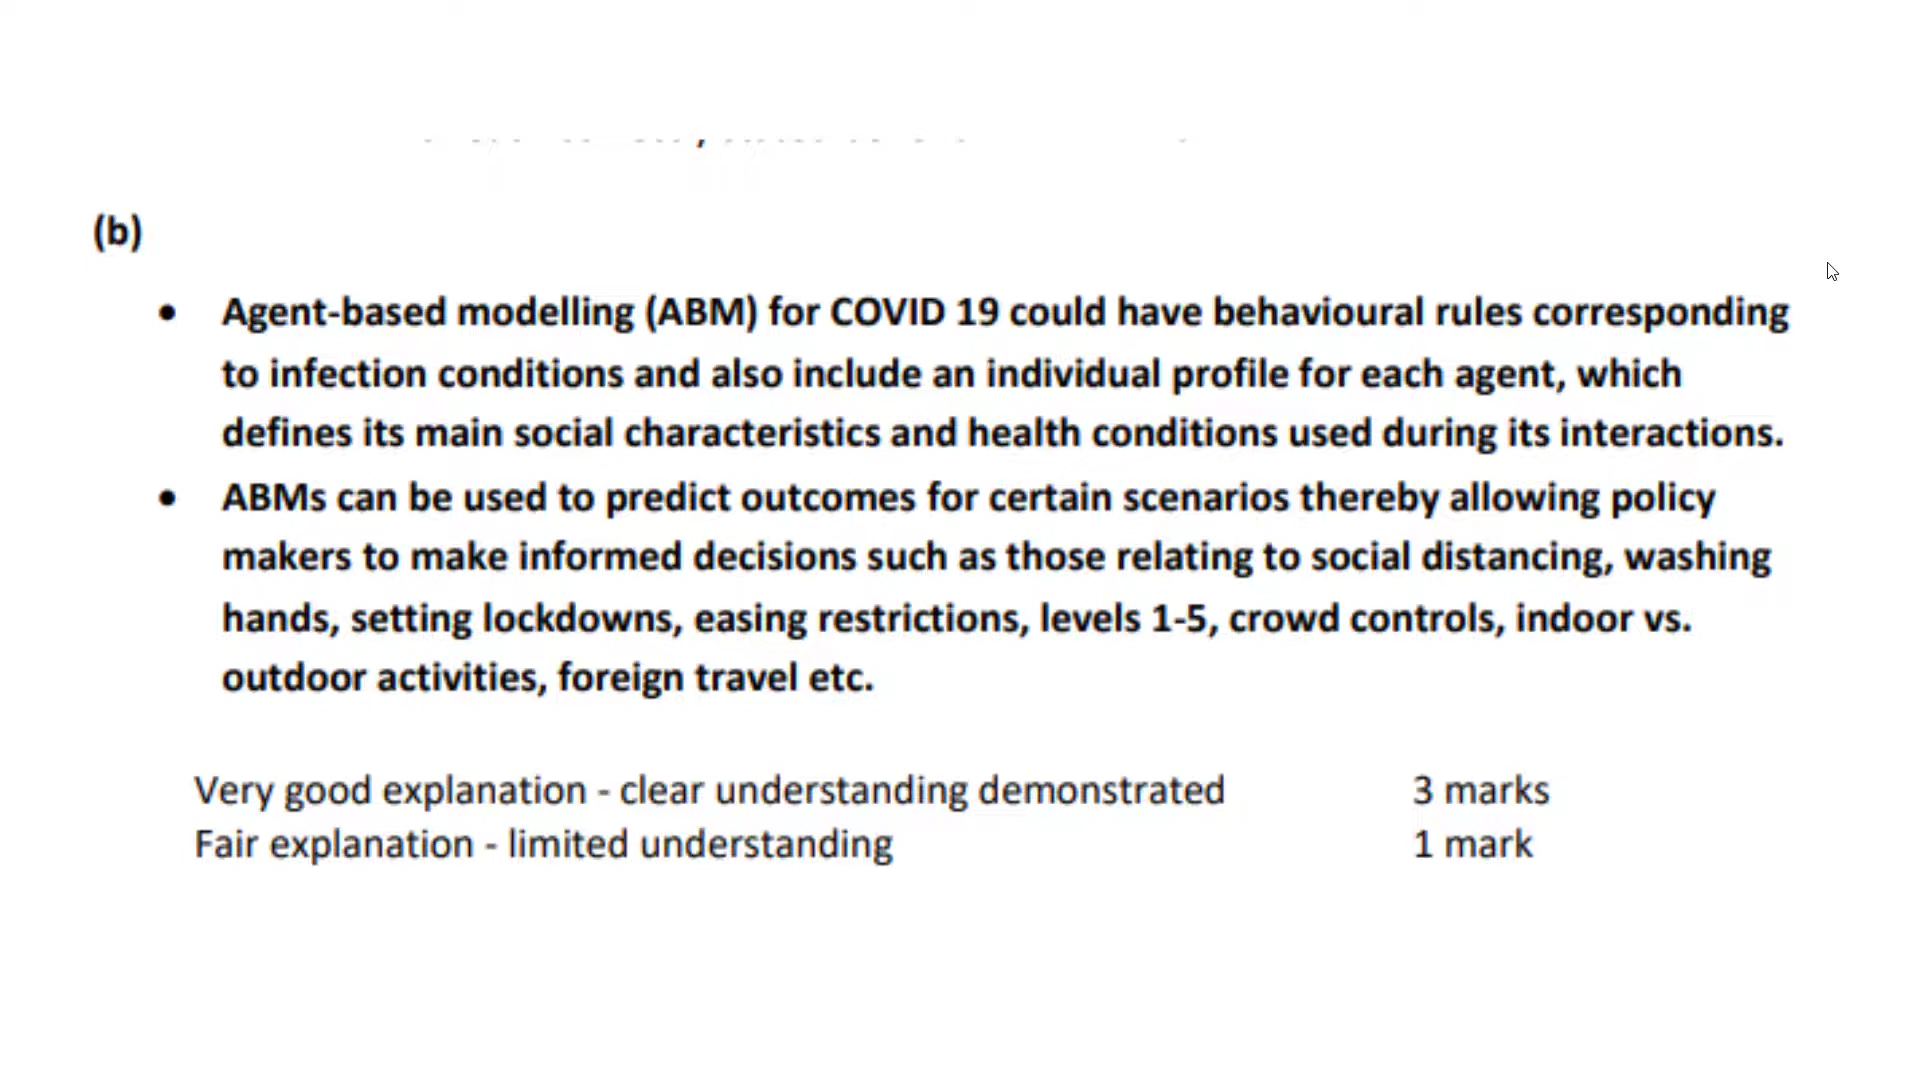 (b)
• Agent-based modelling (ABM) for COVID 19 could have behavioural rules corresponding
to infection conditions and also include an individual profile for each agent, which
defines its main social characteristics and health conditions used during its interactions.
• ABMs can be used to predict outcomes for certain scenarios thereby allowing policy
makers to make informed decisions such as those relating to social distancing, washing
hands, setting lockdowns, easing restrictions, levels 1-5, crowd controls, indoor vs.
outdoor activities, foreign travel etc.
Very good explanation - clear understanding demonstrated 3 marks
Fair explanation - limited understanding 1 mark